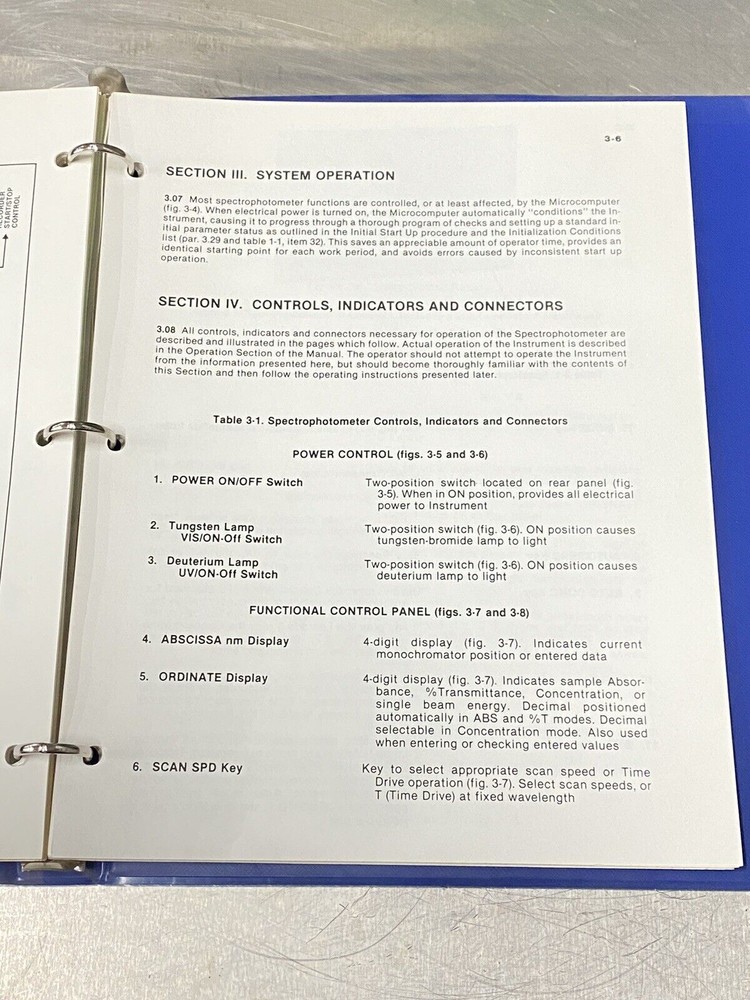 RECORDER
START/STOP
CONTROL
3-6
SECTION III. SYSTEM OPERATION
3.07 Most spectrophotometer functions are controlled, or at least affected, by the Microcomputer
(fig. 3-4). When electrical power is turned on, the Microcomputer automatically "conditions" the In-
strument, causing it to progress through a thorough program of checks and setting up a standard in-
itial parameter status as outlined in the Initial Start Up procedure and the Initialization Conditions
list (par. 3.29 and table 1-1, item 32). This saves an appreciable amount of operator time, provides an
identical starting point for each work period, and avoids errors caused by inconsistent start up
operation.
SECTION IV. CONTROLS, INDICATORS AND CONNECTORS
3.08 All controls, indicators and connectors necessary for operation of the Spectrophotometer are
described and illustrated in the pages which follow. Actual operation of the Instrument is described
in the Operation Section of the Manual. The operator should not attempt to operate the Instrument
from the information presented here, but should become thoroughly familiar with the contents of
this Section and then follow the operating instructions presented later.
Table 3-1. Spectrophotometer Controls, Indicators and Connectors
POWER CONTROL (figs. 3-5 and 3-6)
1. POWER ON/OFF Switch
Two-position switch located on rear panel (fig.
3-5). When in ON position, provides all electrical
power to Instrument
2. Tungsten Lamp
VIS/ON-Off Switch
Two-position switch (fig. 3-6). ON position causes
tungsten-bromide lamp to light
3. Deuterium Lamp
UV/ON-Off Switch
Two-position switch (fig. 3-6). ON position causes
deuterium lamp to light
FUNCTIONAL CONTROL PANEL (figs. 3-7 and 3-8)
4. ABSCISSA nm Display
4-digit display (fig. 3-7). Indicates current
monochromator position or entered data
5. ORDINATE Display
4-digit display (fig. 3-7). Indicates sample Absor-
bance, %Transmittance, Concentration, or
single beam energy. Decimal positioned
automatically in ABS and %T modes. Decimal
selectable in Concentration mode. Also used
when entering or checking entered values
6. SCAN SPD Key
Key to select appropriate scan speed or Time
Drive operation (fig. 3-7). Select scan speeds, or
T (Time Drive) at fixed wavelength